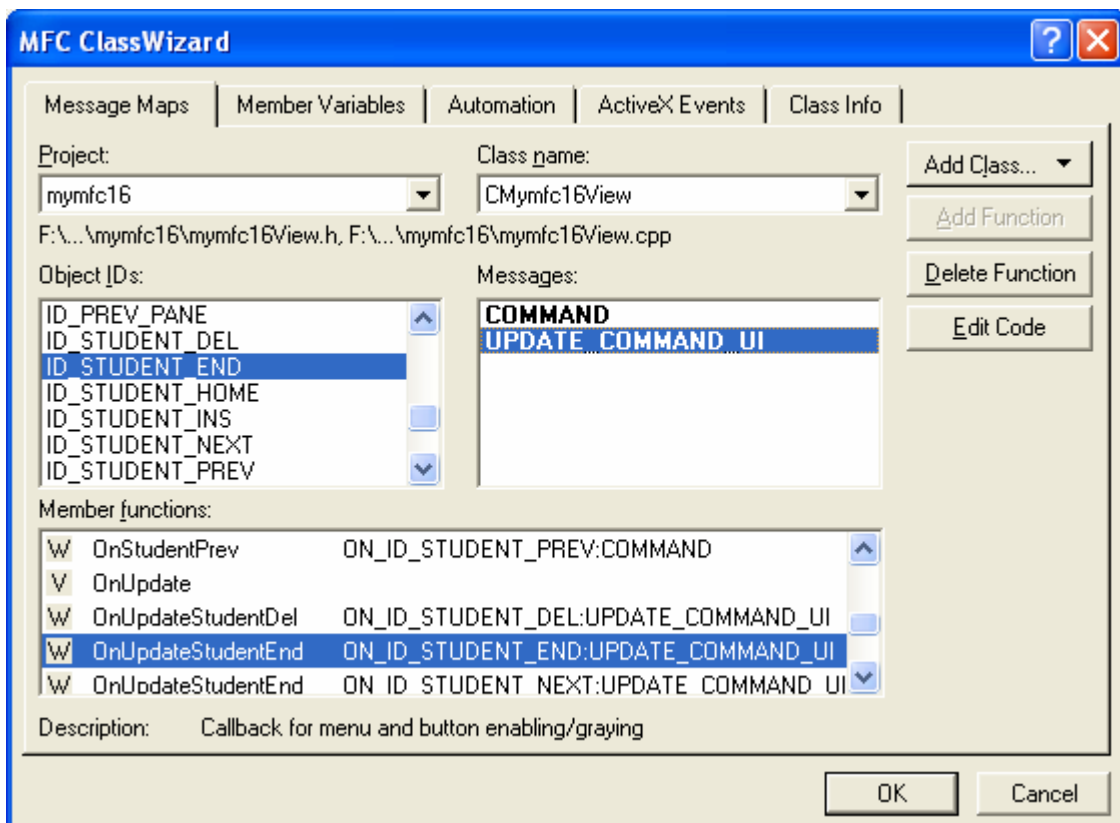 MFC ClassWizard
Message Maps Member Variables Automation ActiveX Events Class Info
Project: Class name:
mymfc16 CMymfc16View
Add Class...
Add Function
F:\...\mymfc16\mymfc16View.h, F:\...\mymfc16\mymfc16View.cpp
Object IDs: Messages:
Delete Function
Edit Code
ID_PREV_PANE
ID_STUDENT_DEL
ID_STUDENT_END
ID_STUDENT_HOME
ID_STUDENT_INS
ID_STUDENT_NEXT
ID_STUDENT_PREV
COMMAND
UPDATE_COMMAND_UI
Member functions:
W OnStudentPrev ON_ID_STUDENT_PREV:COMMAND
V OnUpdate
W OnUpdateStudentDel ON_ID_STUDENT_DEL:UPDATE_COMMAND_UI
W OnUpdateStudentEnd ON_ID_STUDENT_END:UPDATE_COMMAND_UI
W OnUpdateStudentEnd ON_ID_STUDENT_NEXT:UPDATE_COMMAND_UI
Description: Callback for menu and button enabling/graying
OK Cancel